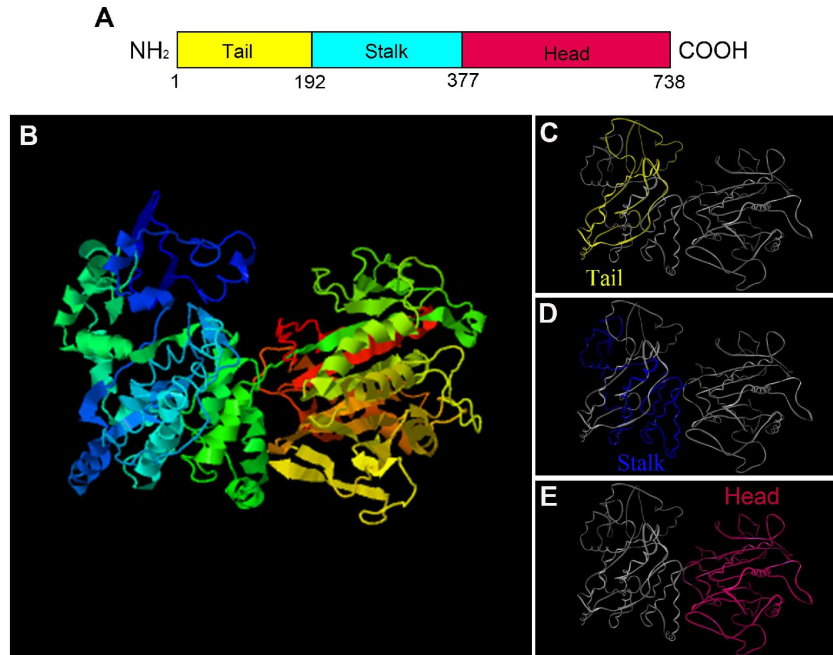 A
NH₂ Tail Stalk Head COOH
1 192 377 738
B
C
Tail
D
Stalk
E
Head